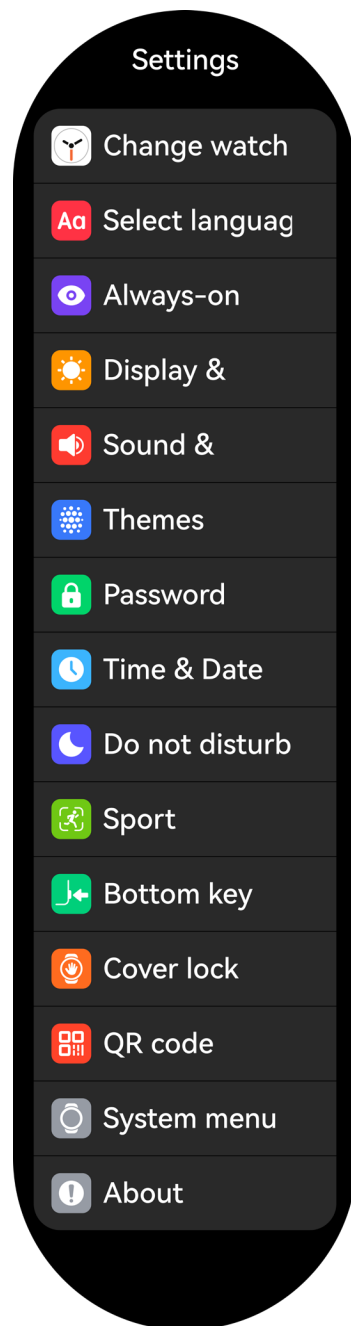 Settings
Change watch
Aa
Select languag
Always-on
Display &
Sound &
Themes
Password
Time & Date
Do not disturb
Sport
Bottom key
Cover lock
QR code
System menu
About